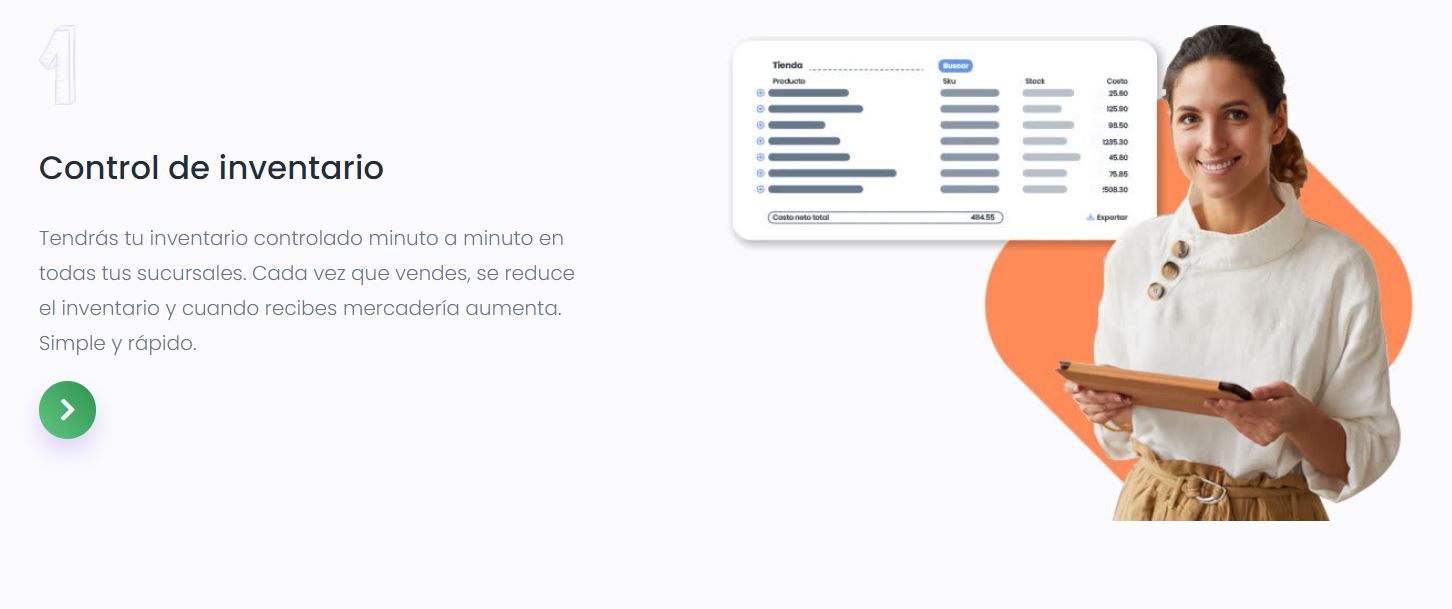 1
Control de inventario
Tendrás tu inventario controlado minuto a minuto en
todas tus sucursales. Cada vez que vendes, se reduce
el inventario y cuando recibes mercadería aumenta.
Simple y rápido.
Tienda Buscar
Producto Sku Stock Costo
25.80
125.90
98.50
1235.30
45.60
75.85
1508.30
Costo neto total 4114.55 Exportar